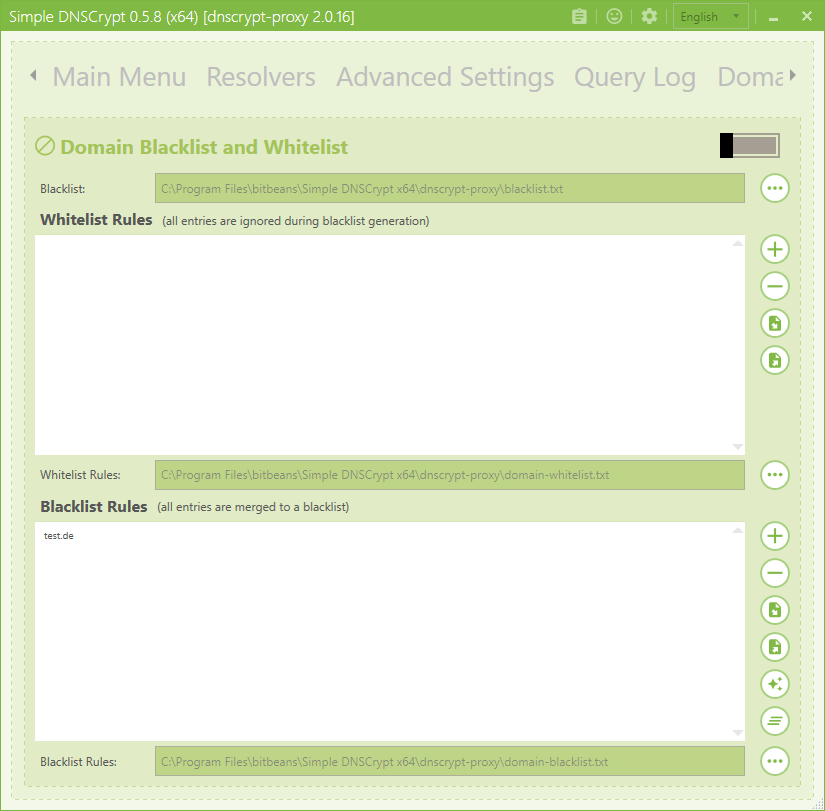 Simple DNSCrypt 0.5.8 (x64) [dnscrypt-proxy 2.0.16]
English
Main Menu Resolvers Advanced Settings Query Log Doma
Domain Blacklist and Whitelist
Blacklist: C:\Program Files\bitbeans\Simple DNSCrypt x64\dnscrypt-proxy\blacklist.txt
Whitelist Rules (all entries are ignored during blacklist generation)
Whitelist Rules: C:\Program Files\bitbeans\Simple DNSCrypt x64\dnscrypt-proxy\domain-whitelist.txt
Blacklist Rules (all entries are merged to a blacklist)
test.de
Blacklist Rules: C:\Program Files\bitbeans\Simple DNSCrypt x64\dnscrypt-proxy\domain-blacklist.txt